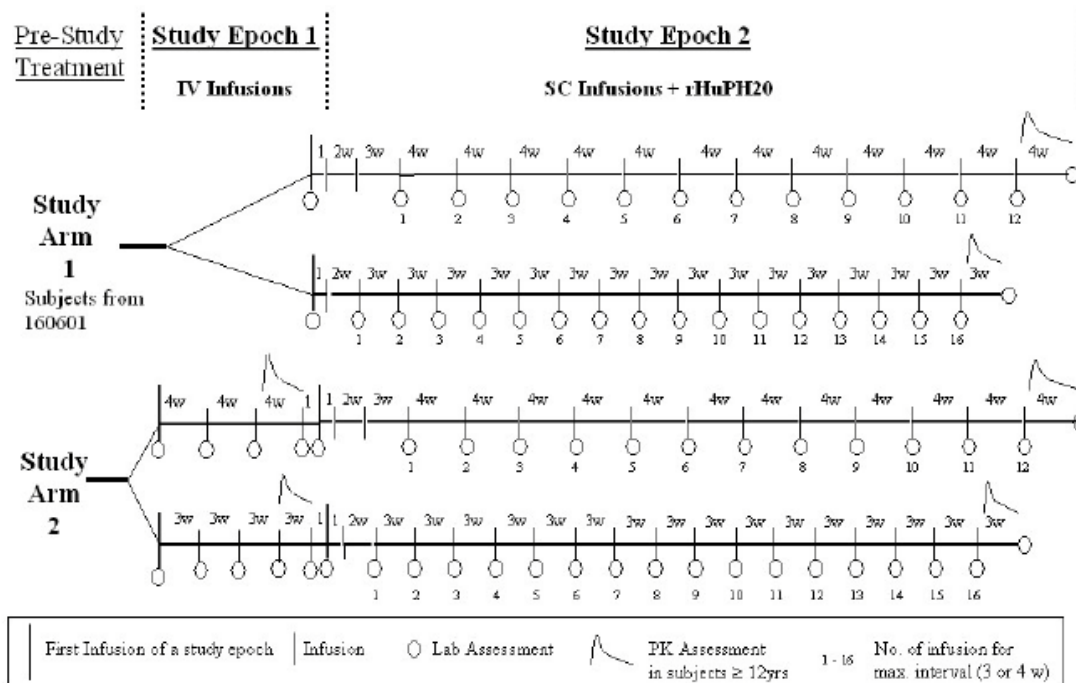 Pre-Study Treatment
Study Epoch 1
Study Epoch 2
IV Infusions
SC Infusions + rHuPH20
1 2w 3w 4w 4w 4w 4w 4w 4w 4w 4w 4w 4w 4w 4w
1 2 3 4 5 6 7 8 9 10 11 12
Study
Arm
1
Subjects from
160601
1 2w 3w 3w 3w 3w 3w 3w 3w 3w 3w 3w 3w 3w 3w 3w 3w 3w
1 2 3 4 5 6 7 8 9 10 11 12 13 14 15 16
4w 4w 4w 1 1 2w 3w 4w 4w 4w 4w 4w 4w 4w 4w 4w 4w 4w 4w
1 2 3 4 5 6 7 8 9 10 11 12
Study
Arm
2
3w 3w 3w 3w 1 1 2w 3w 3w 3w 3w 3w 3w 3w 3w 3w 3w 3w 3w 3w 3w 3w 3w
1 2 3 4 5 6 7 8 9 10 11 12 13 14 15 16
First Infusion of a study epoch
Infusion
Lab Assessment
PK Assessment
in subjects ≥ 12yrs
1 - 16
No. of infusion for
max. interval (3 or 4 w)